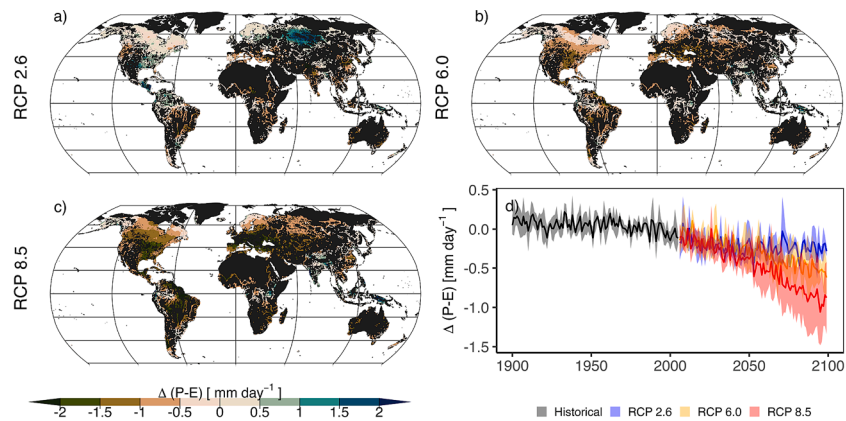 a)
RCP 2.6
b)
RCP 6.0
c)
RCP 8.5
Δ (P-E) [ mm day⁻¹ ]
-2 -1.5 -1 -0.5 0 0.5 1 1.5 2
d)
Δ (P-E) [mm day⁻¹ ]
0.5
0.0
-0.5
-1.0
-1.5
1900 1950 2000 2050 2100
Historical RCP 2.6 RCP 6.0 RCP 8.5